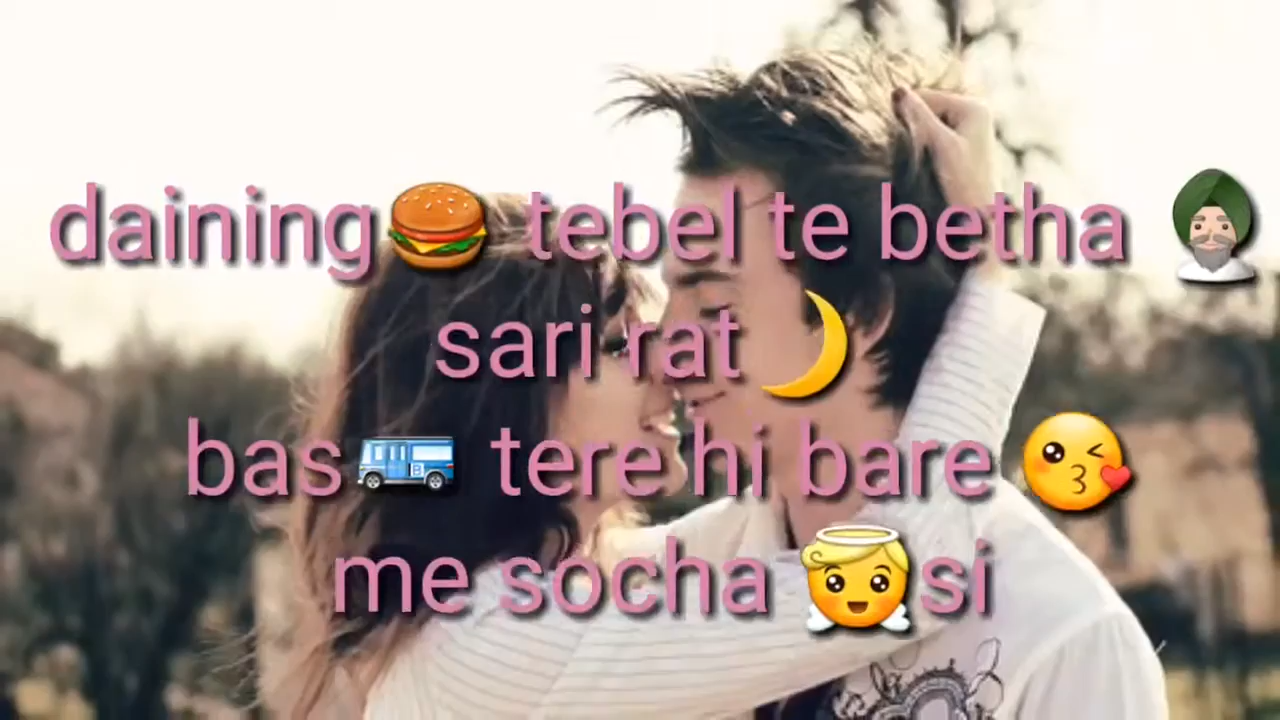 daining🍔 tebel te betha 👳
sari rat 🌙
bas🚐 tere hi bare 😘
me socha 😇si